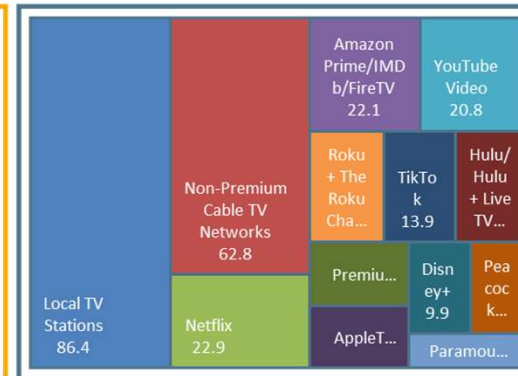 Local TV
Stations
86.4
Non-Premium
Cable TV
Networks
62.8
Netflix
22.9
Amazon
Prime/IMD
b/FireTV
22.1
YouTube
Video
20.8
Roku
+ The
Roku
Cha...
TikTo
k
13.9
Hulu/
Hulu
+ Live
TV...
Premiu...
AppleT...
Disn
ey+
9.9
Pea
coc
k...
Paramou...